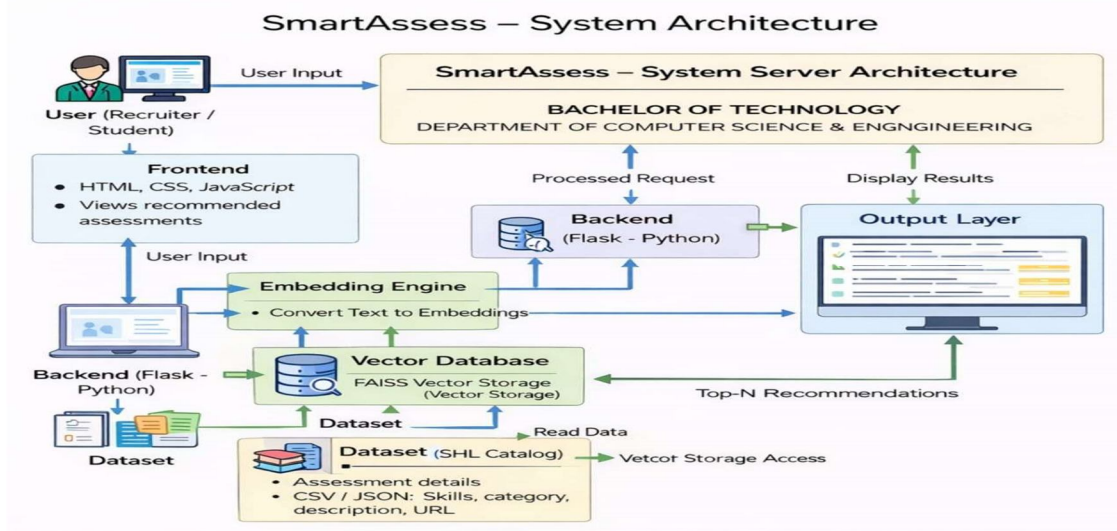 SmartAssess – System Architecture
User Input
SmartAssess – System Server Architecture
BACHELOR OF TECHNOLOGY
DEPARTMENT OF COMPUTER SCIENCE & ENGNGINEERING
User (Recruiter /
Student)
Frontend
• HTML, CSS, JavaScript
• Views recommended
assessments
Processed Request
Display Results
Backend
(Flask - Python)
Output Layer
User Input
Embedding Engine
• Convert Text to Embeddings
Vector Database
FAISS Vector Storage
(Vector Storage)
Backend (Flask -
Python)
Top-N Recommendations
Dataset
Dataset
Read Data
Dataset (SHL Catalog)
Vetcot Storage Access
• Assessment details
• CSV / JSON: Skills, category,
description, URL